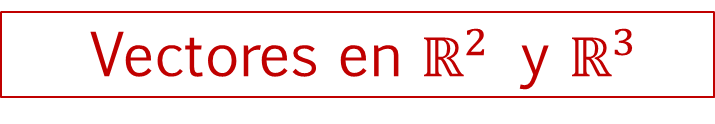 Vectores en ℝ² y ℝ³